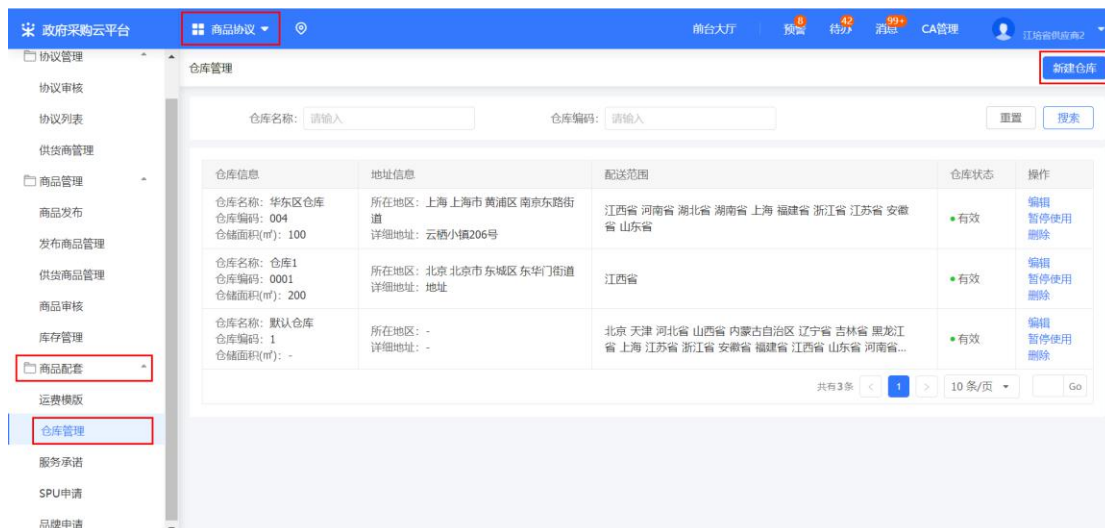 政府采购云平台
商品协议
前台大厅
预警
8
待办
42
消息
99+
CA管理
江培省供应商2
协议管理
协议审核
协议列表
供货商管理
商品管理
商品发布
发布商品管理
供货商品管理
商品审核
库存管理
商品配套
运费模版
仓库管理
服务承诺
SPU申请
品牌申请
仓库管理
新建仓库
仓库名称： 请输入
仓库编码： 请输入
重置
搜索
仓库信息 地址信息 配送范围 仓库状态 操作
仓库名称：华东区仓库
仓库编码：004
仓储面积(㎡)：100
所在地区：上海 上海市 黄浦区 南京东路街
道
详细地址：云栖小镇206号
江西省 河南省 湖北省 湖南省 上海 福建省 浙江省 江苏省 安徽
省 山东省
有效
编辑
暂停使用
删除
仓库名称：仓库1
仓库编码：0001
仓储面积(㎡)：200
所在地区：北京 北京市 东城区 东华门街道
详细地址：地址
江西省
有效
编辑
暂停使用
删除
仓库名称：默认仓库
仓库编码：1
仓储面积(㎡)：-
所在地区：-
详细地址：-
北京 天津 河北省 山西省 内蒙古自治区 辽宁省 吉林省 黑龙江
省 上海 江苏省 浙江省 安徽省 福建省 江西省 山东省 河南省...
有效
编辑
暂停使用
删除
共有3条 < 1 > 10 条/页 Go